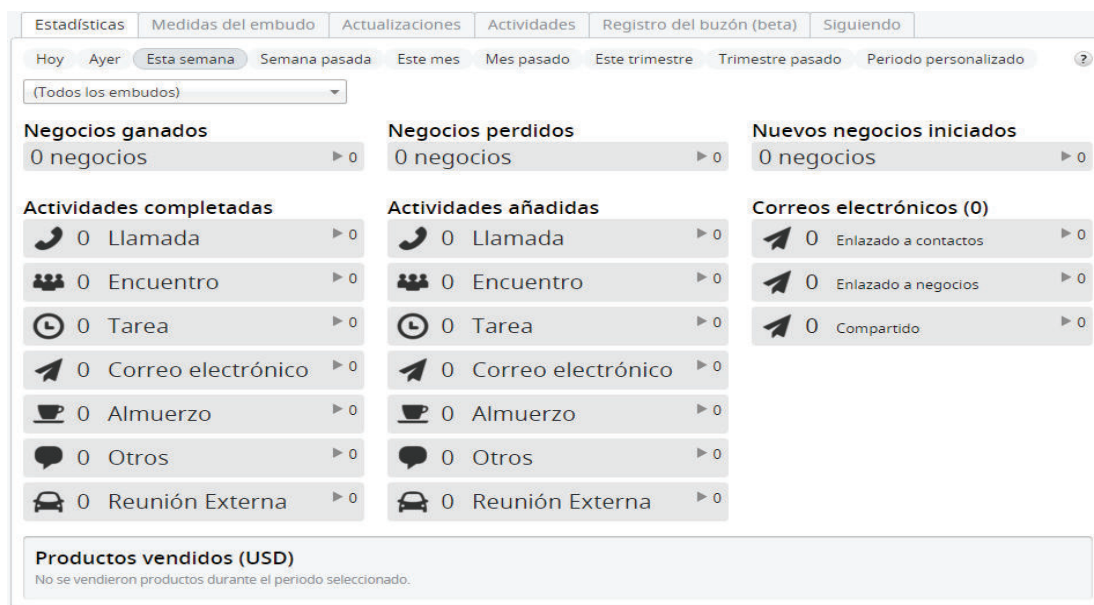 Estadísticas Medidas del embudo Actualizaciones Actividades Registro del buzón (beta) Siguiendo
Hoy Ayer Esta semana Semana pasada Este mes Mes pasado Este trimestre Trimestre pasado Periodo personalizado ?
(Todos los embudos)
Negocios ganados Negocios perdidos Nuevos negocios iniciados
0 negocios 0 0 negocios 0 0 negocios 0
Actividades completadas Actividades añadidas Correos electrónicos (0)
0 Llamada 0 0 Llamada 0 0 Enlazado a contactos 0
0 Encuentro 0 0 Encuentro 0 0 Enlazado a negocios 0
0 Tarea 0 0 Tarea 0 0 Compartido 0
0 Correo electrónico 0 0 Correo electrónico 0
0 Almuerzo 0 0 Almuerzo 0
0 Otros 0 0 Otros 0
0 Reunión Externa 0 0 Reunión Externa 0
Productos vendidos (USD)
No se vendieron productos durante el periodo seleccionado.